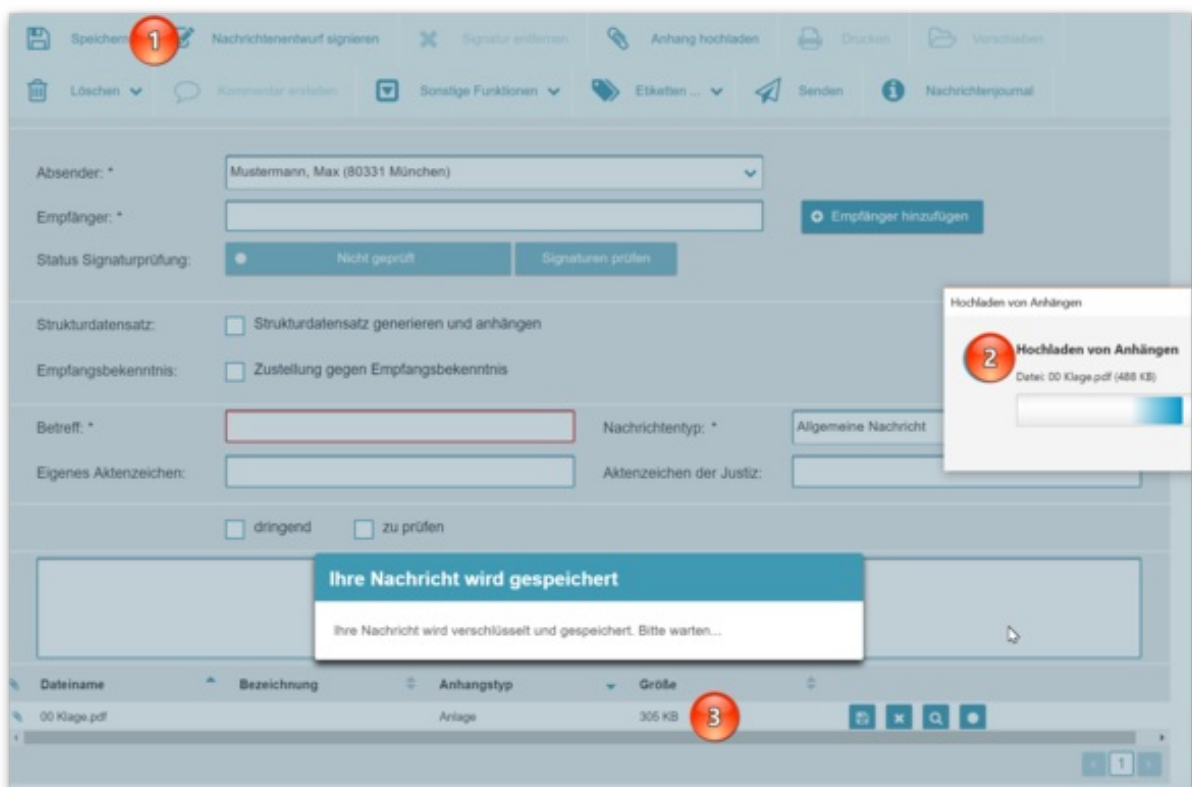 Speichern 1 Nachrichtenentwurf signieren Signatur entfernen Anhang hochladen Drucken Verschieben
Löschen Kommentar erstellen Sonstige Funktionen Etiketten ... Senden Nachrichtenjournal
Absender: * Mustermann, Max (80331 München)
Empfänger: * Empfänger hinzufügen
Status Signaturprüfung: Nicht geprüft Signaturen prüfen
Hochladen von Anhängen
Strukturdatensatz: Strukturdatensatz generieren und anhängen
2 Hochladen von Anhängen
Empfangsbekenntnis: Zustellung gegen Empfangsbekenntnis
Datei: 00 Klage.pdf (488 KB)
Betreff: * Nachrichtentyp: * Allgemeine Nachricht
Eigenes Aktenzeichen: Aktenzeichen der Justiz:
dringend zu prüfen
Ihre Nachricht wird gespeichert
Ihre Nachricht wird verschlüsselt und gespeichert. Bitte warten...
Dateiname Bezeichnung Anhangstyp Größe
00 Klage.pdf Anlage 305 KB 3
1